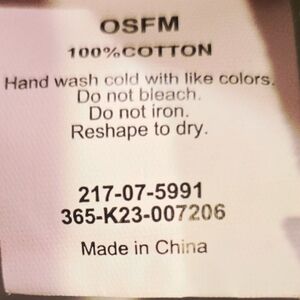 OSFM
100%COTTON
Hand wash cold with like colors.
Do not bleach.
Do not iron.
Reshape to dry.
217-07-5991
365-K23-007206
Made in China